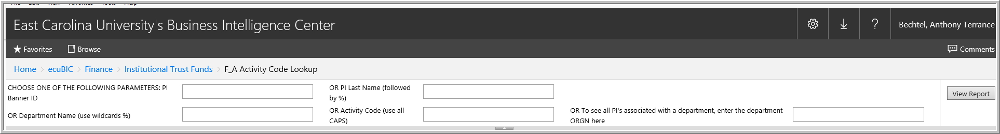 East Carolina University's Business Intelligence Center
Bechtel, Anthony Terrance
Favorites Browse
Comments
Home > ecuBIC > Finance > Institutional Trust Funds > F_A Activity Code Lookup
CHOOSE ONE OF THE FOLLOWING PARAMETERS: PI
Banner ID
OR PI Last Name (followed
by %)
View Report
OR Department Name (use wildcards %)
OR Activity Code (use all
CAPS)
OR To see all PI's associated with a department, enter the department
ORGN here